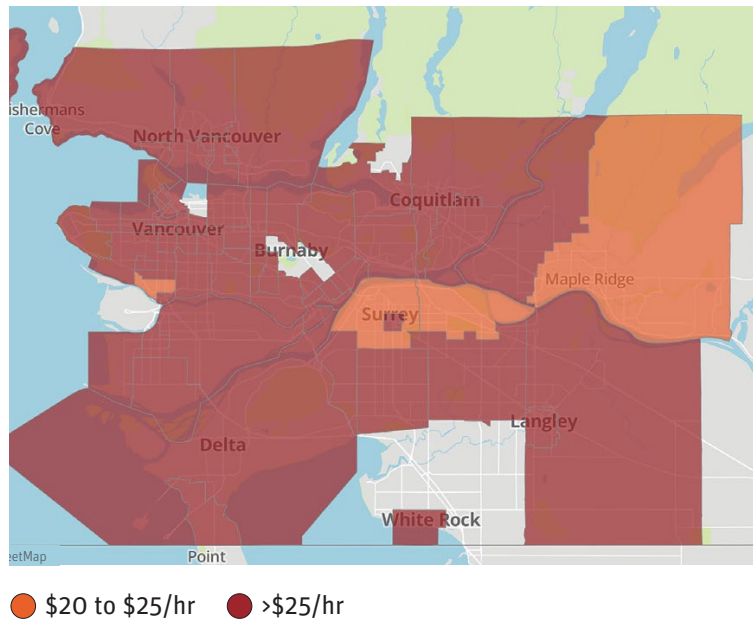 ishermans
Cove
North Vancouver
Coquitlam
Vancouver
Burnaby
Maple Ridge
Surrey
Langley
Delta
White Rock
eetMap
Point
$20 to $25/hr >$25/hr